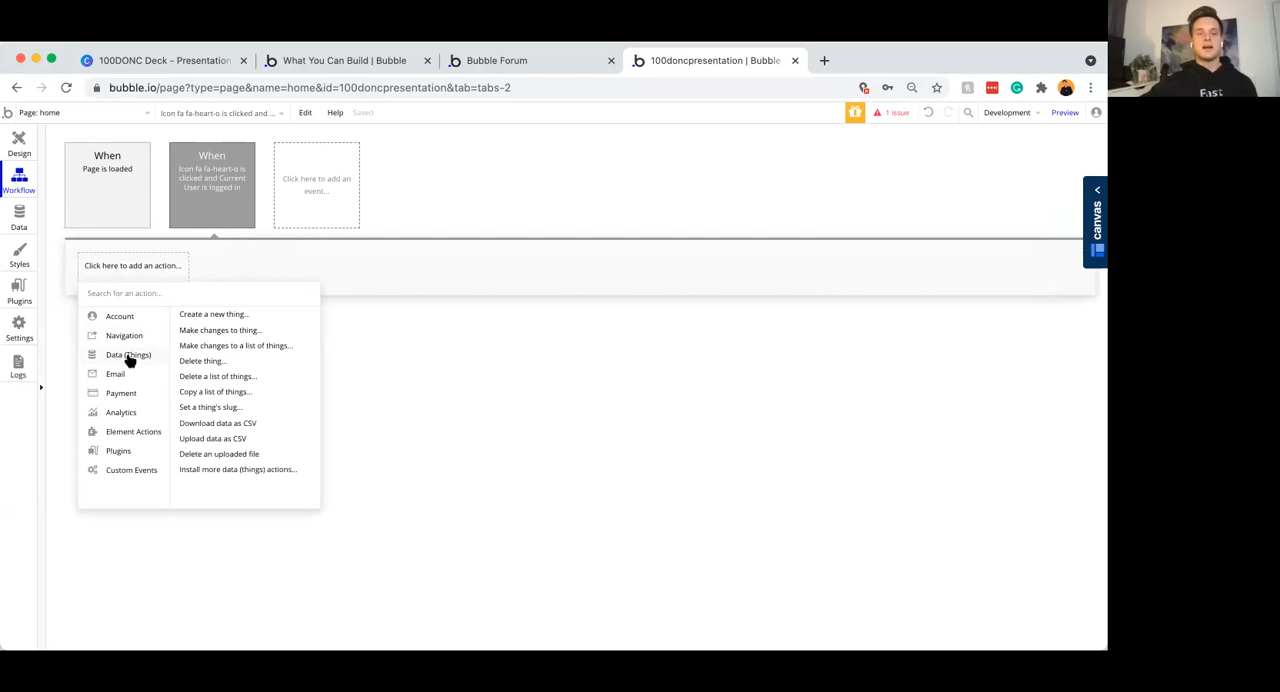 100DONC Deck - Presentation
What You Can Build | Bubble
Bubble Forum
100doncpresentation | Bubble
bubble.io/page?type=page&name=home&id=100doncpresentation&tab=tabs-2
Page: home
Icon fa fa-heart-o is clicked and ...
Edit
Help
Saved
1 issue
Development
Preview
Design
Workflow
Data
Styles
Plugins
Settings
Logs
When
Page is loaded
When
Icon fa fa-heart-o is
clicked and Current
User is logged in
Click here to add an
event...
canvas
Click here to add an action...
Search for an action...
Account
Navigation
Data (Things)
Email
Payment
Analytics
Element Actions
Plugins
Custom Events
Create a new thing...
Make changes to thing...
Make changes to a list of things...
Delete thing...
Delete a list of things...
Copy a list of things...
Set a thing's slug...
Download data as CSV
Upload data as CSV
Delete an uploaded file
Install more data (things) actions...
Fast